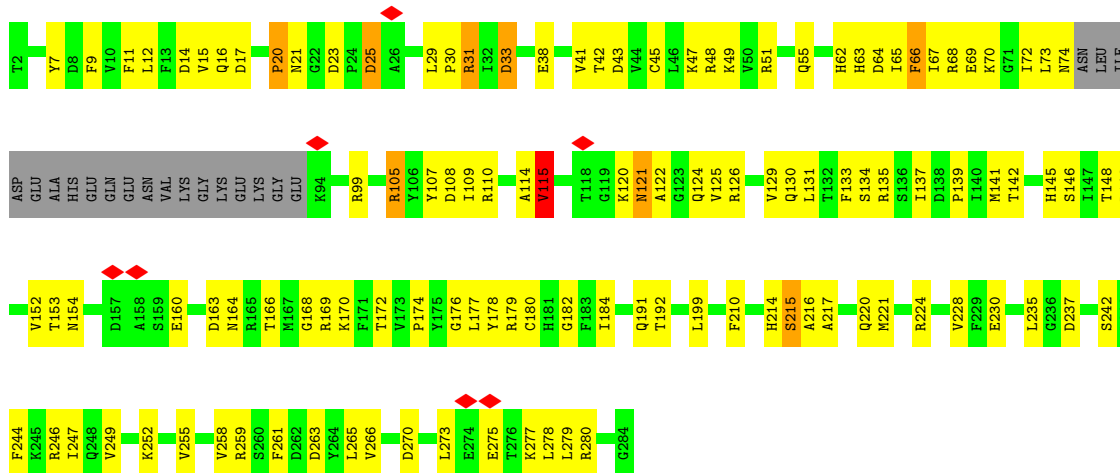 T2 Y7 D8 F9 V10 F11 L12 F13 D14 V15 Q16 D17 P20 N21 G22 D23 P24 D25 A26 L29 P30 R31 I32 D33 E38 V41 T42 D43 V44 C45 L46 K47 R48 K49 V50 R51 Q55 H62 H63 D64 I65 F66 I67 R68 E69 K70 G71 I72 L73 N74 ASN LEU ILE
ASP GLU ALA HIS GLU GLN GLU ASN VAL LYS GLY LYS GLU LYS GLY GLU K94 R99 R105 Y106 Y107 D108 I109 R110 A114 V115 T118 G119 K120 N121 A122 G123 Q124 V125 R126 V129 Q130 L131 T132 F133 S134 R135 S136 I137 D138 P139 I140 M141 T142 H145 S146 I147 T148
V152 T153 N154 D157 A158 S159 E160 D163 N164 R165 T166 M167 G168 R169 K170 F171 T172 V173 P174 Y175 G176 L177 Y178 R179 C180 H181 G182 F183 I184 Q191 T192 L199 F210 H214 S215 A216 A217 Q220 M221 R224 V228 F229 E230 L235 G236 D237 S242
F244 K245 R246 I247 Q248 V249 K252 V255 V258 R259 S260 F261 D262 D263 Y264 L265 V266 D270 L273 E274 E275 T276 K277 L278 L279 R280 G284